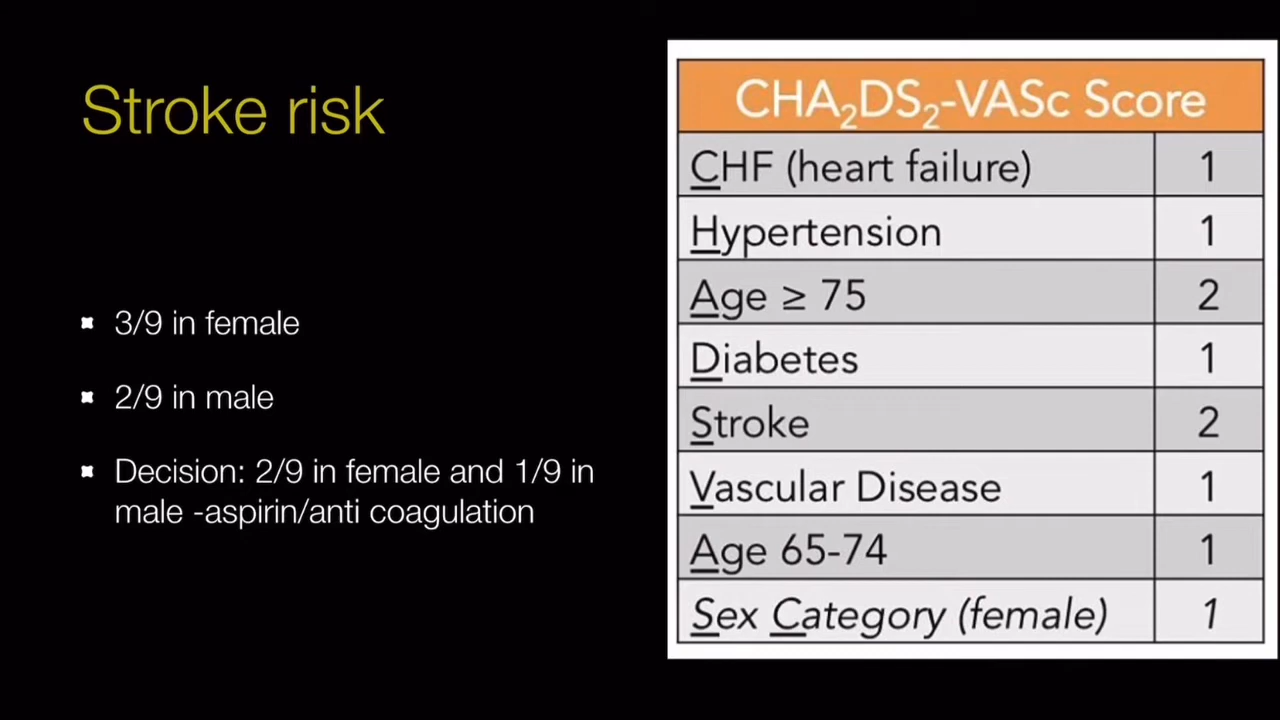 Stroke risk
3/9 in female
2/9 in male
Decision: 2/9 in female and 1/9 in
male -aspirin/anti coagulation
CHA₂DS₂-VASc Score
CHF (heart failure) 1
Hypertension 1
Age ≥ 75 2
Diabetes 1
Stroke 2
Vascular Disease 1
Age 65-74 1
Sex Category (female) 1